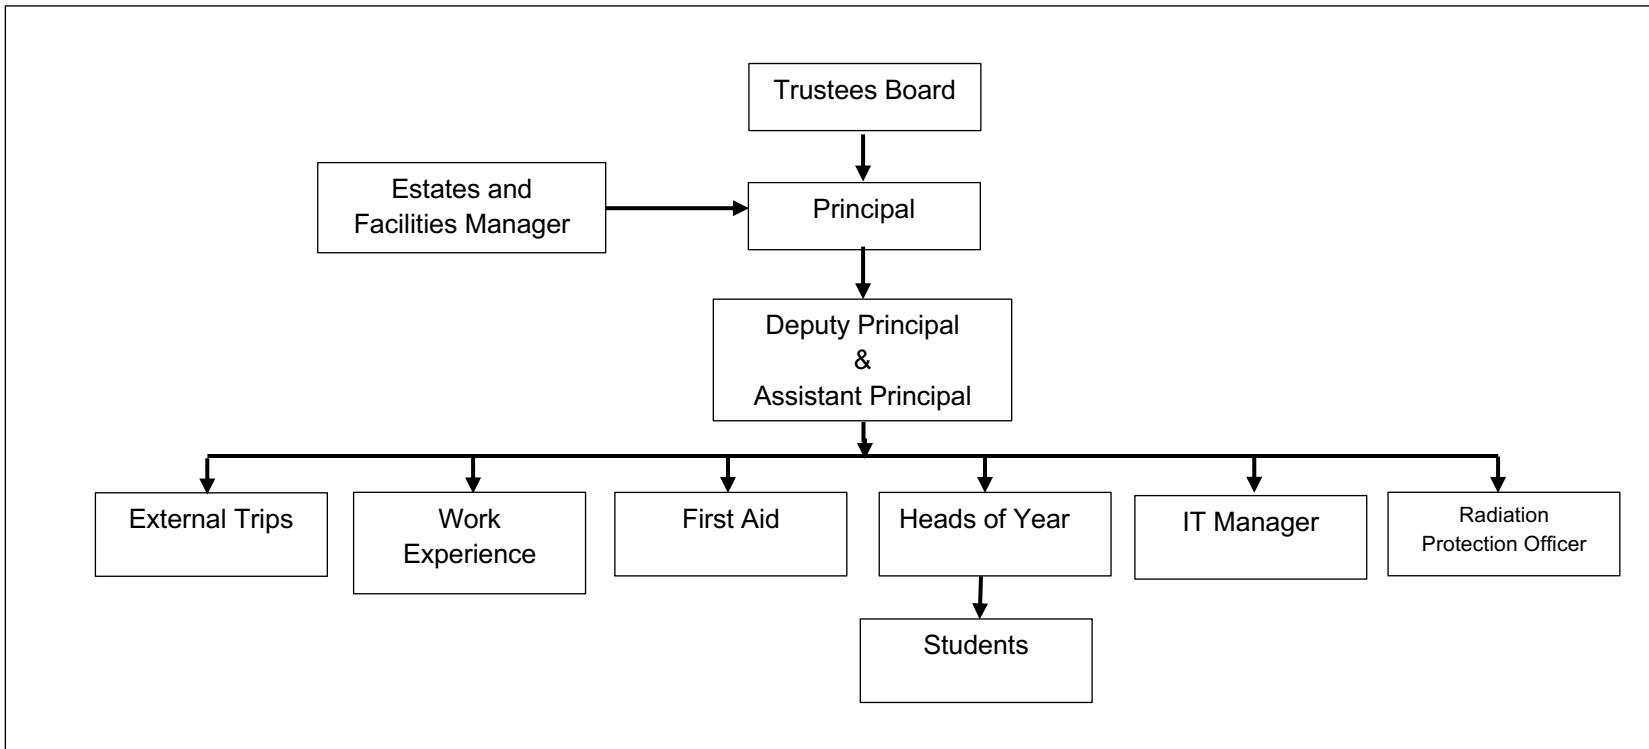 Trustees Board
Estates and
Facilities Manager
Principal
Deputy Principal
&
Assistant Principal
External Trips
Work
Experience
First Aid
Heads of Year
IT Manager
Radiation
Protection Officer
Students